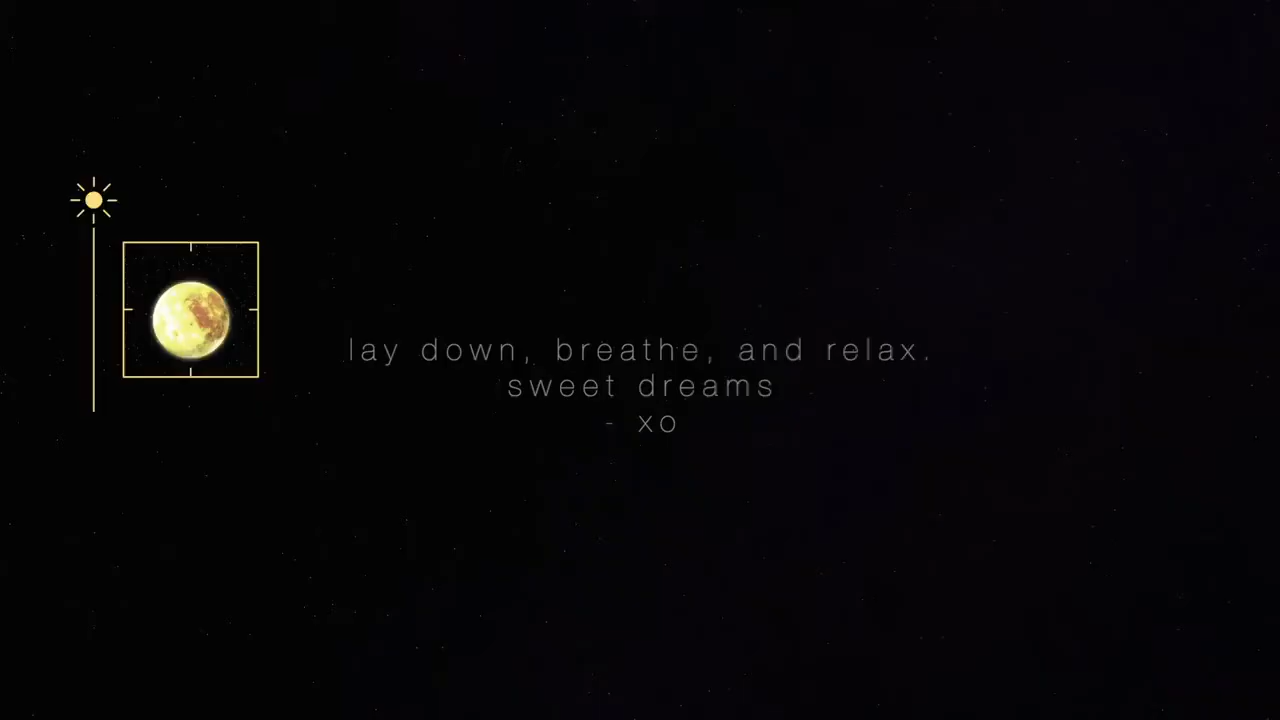 lay down, breathe, and relax.
sweet dreams
- xo